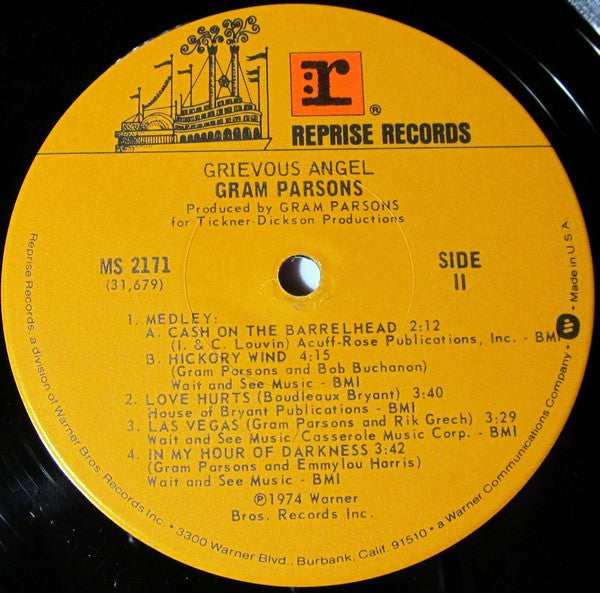 r ®
REPRISE RECORDS
GRIEVOUS ANGEL
GRAM PARSONS
Produced by GRAM PARSONS
for Tickner-Dickson Productions
MS 2171
(31,679)
SIDE
II
1. MEDLEY:
A. CASH ON THE BARRELHEAD 2:12
(I. & C. Louvin) Acuff-Rose Publications, Inc. - BMI
B. HICKORY WIND 4:15
(Gram Parsons and Bob Buchanon)
Wait and See Music - BMI
2. LOVE HURTS (Boudleaux Bryant) 3:40
House of Bryant Publications - BMI
3. LAS VEGAS (Gram Parsons and Rik Grech) 3:29
Wait and See Music/Casserole Music Corp. - BMI
4. IN MY HOUR OF DARKNESS 3:42
(Gram Parsons and Emmylou Harris)
Wait and See Music - BMI
℗1974 Warner
Bros. Records Inc.
Reprise Records, a division of Warner Bros. Records Inc. • 3300 Warner Blvd., Burbank, Calif. 91510 • a Warner Communications Company • W • Made in U.S.A.